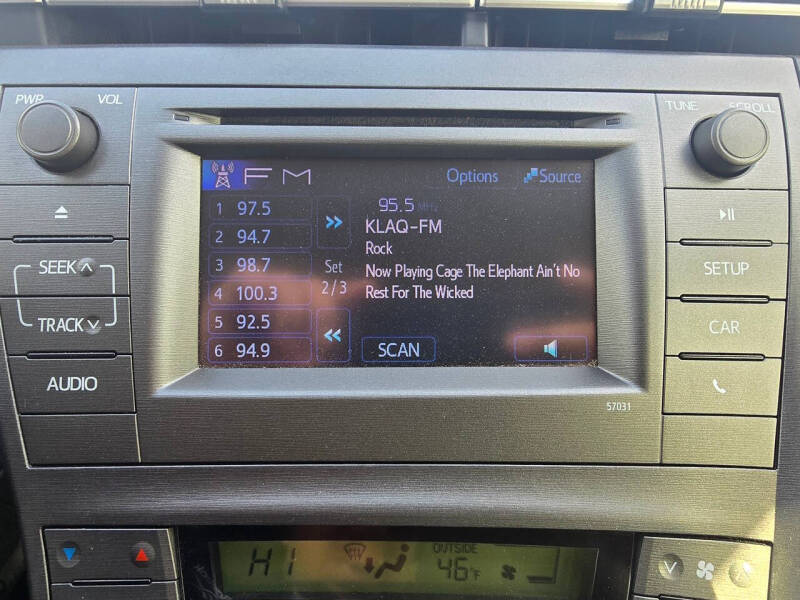 PWR VOL
TUNE SCROLL
FM
Options
Source
1 97.5
2 94.7
3 98.7
4 100.3
5 92.5
6 94.9
Set
2/3
95.5 MHz
KLAQ-FM
Rock
Now Playing Cage The Elephant Ain't No
Rest For The Wicked
SCAN
SEEK
TRACK
AUDIO
SETUP
CAR
57031
HI
OUTSIDE
46°F